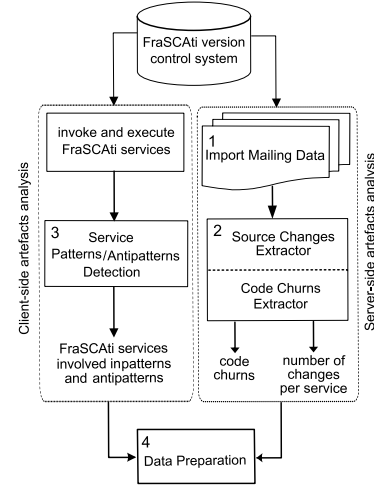 FraSCAti version
control system
Client-side artefacts analysis
invoke and execute
FraSCAti services
3
Service
Patterns/Antipatterns
Detection
FraSCAti services
involved inpatterns
and antipatterns
Server-side artefacts analysis
1
Import Mailing Data
2
Source Changes
Extractor
Code Churns
Extractor
code
churns
number of
changes
per service
4
Data Preparation